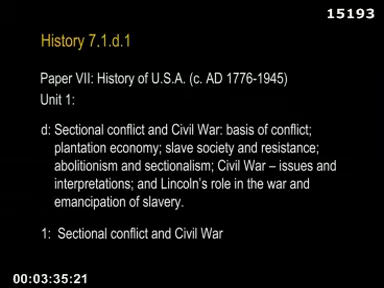 15193
History 7.1.d.1
Paper VII: History of U.S.A. (c. AD 1776-1945)
Unit 1:
d: Sectional conflict and Civil War: basis of conflict;
plantation economy; slave society and resistance;
abolitionism and sectionalism; Civil War – issues and
interpretations; and Lincoln's role in the war and
emancipation of slavery.
1: Sectional conflict and Civil War
00:03:35:21